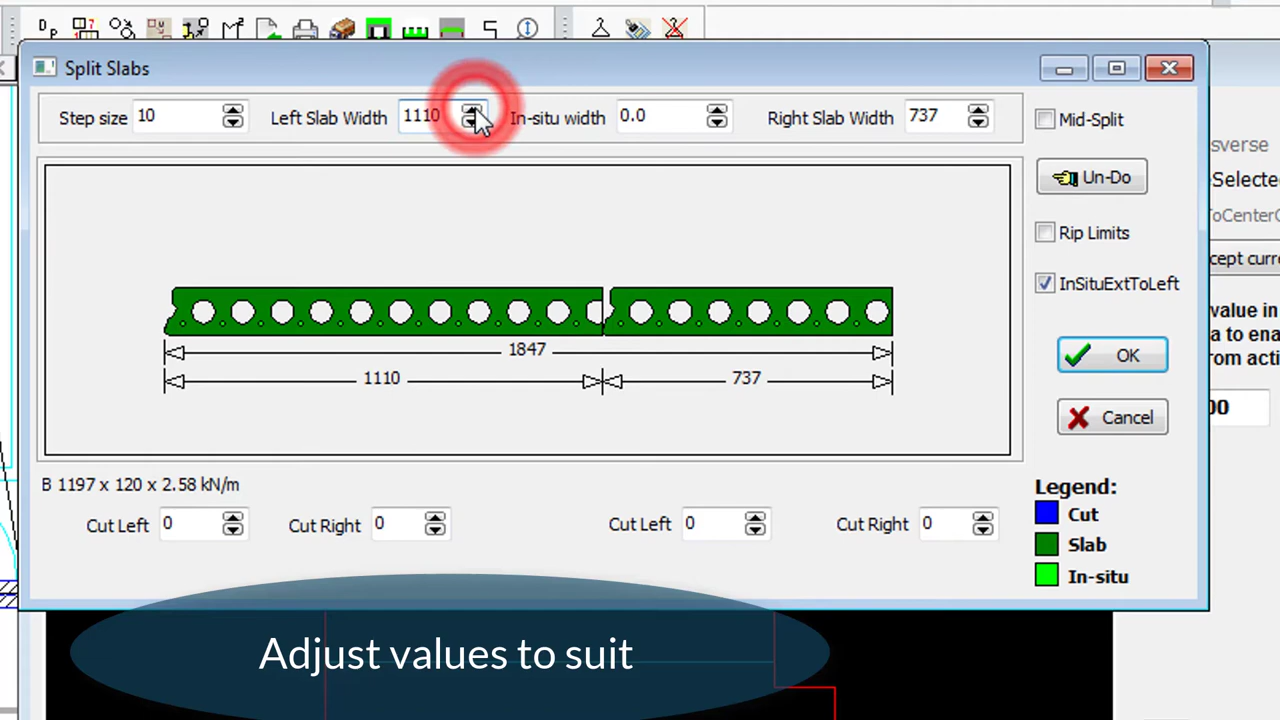 Split Slabs
Step size 10 Left Slab Width 1110 In-situ width 0.0 Right Slab Width 737
Mid-Split
Un-Do
Rip Limits
InSituExtToLeft
1847
1110 737
OK
Cancel
B 1197 x 120 x 2.58 kN/m
Cut Left 0 Cut Right 0 Cut Left 0 Cut Right 0
Legend:
Cut
Slab
In-situ
sverse
Selecte
ToCenterC
cept curre
value in
a to ena
rom acti
00
Adjust values to suit